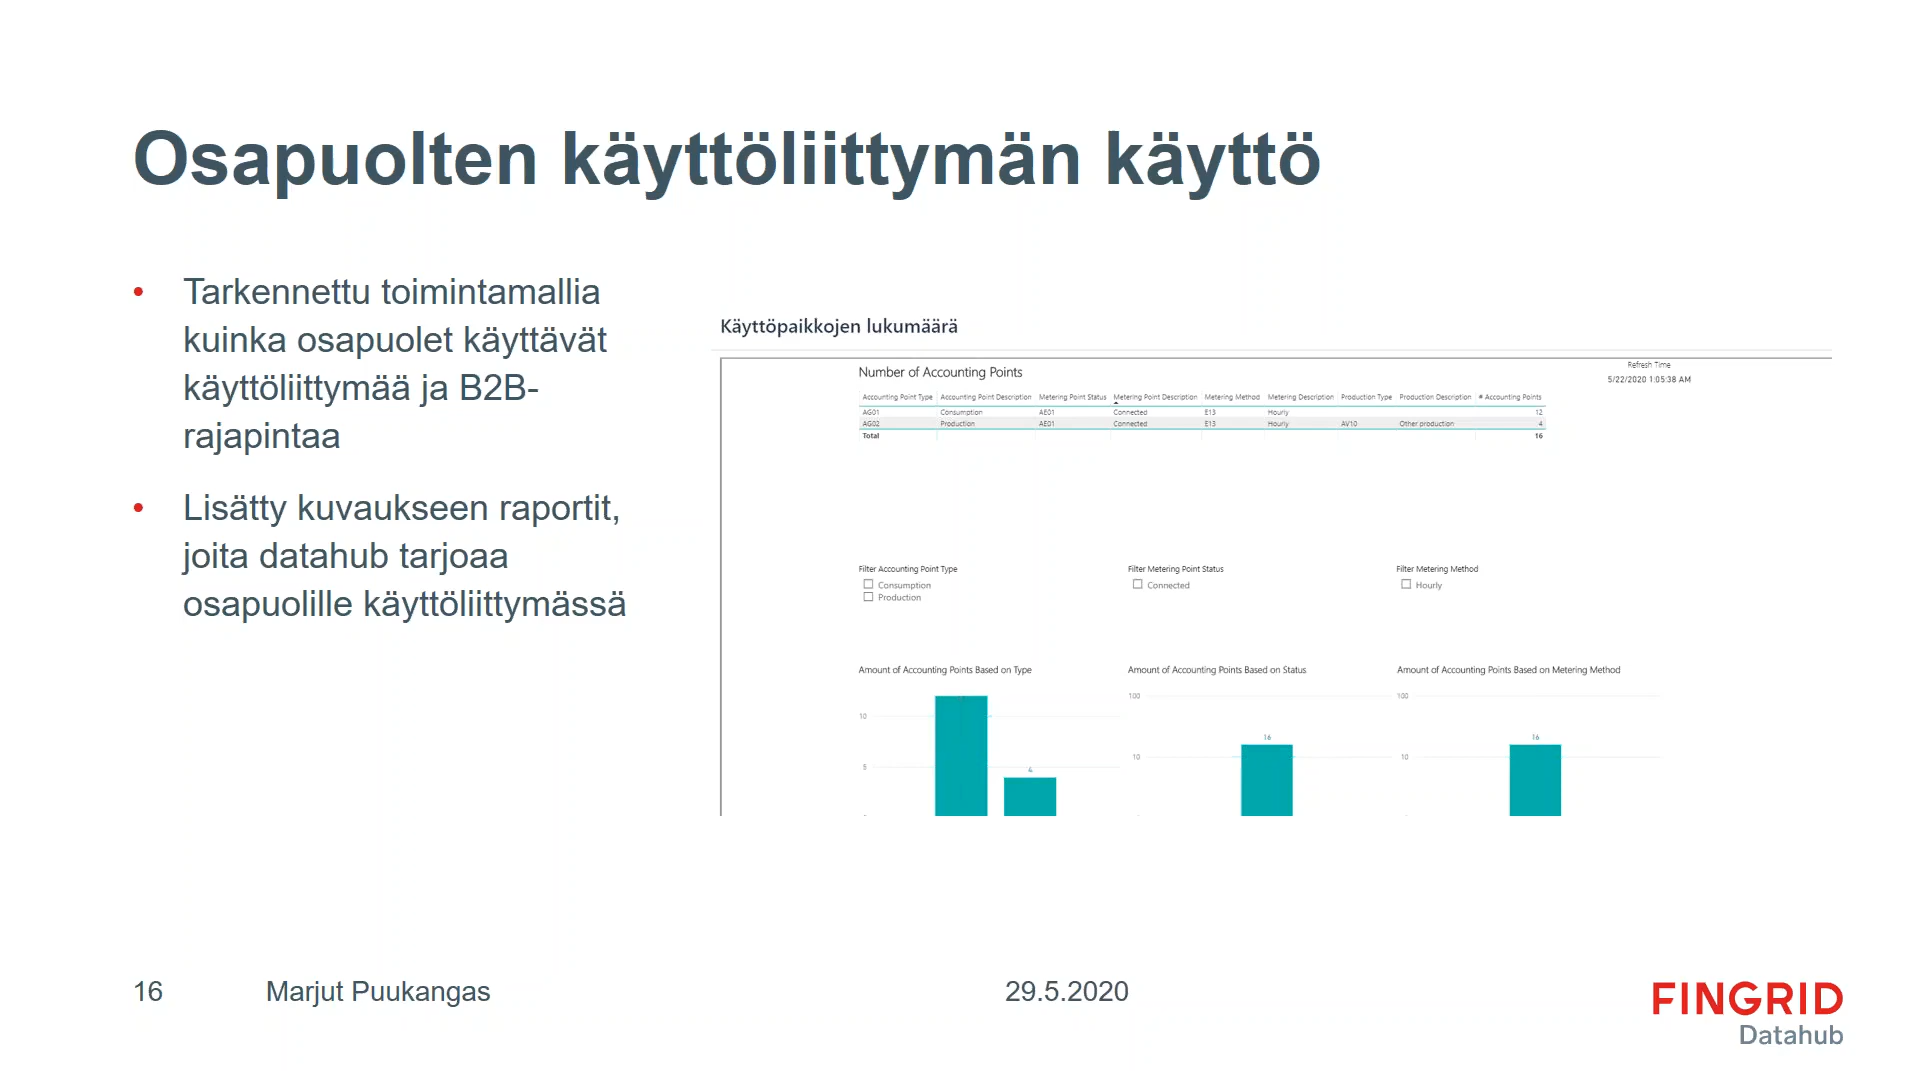 Osapuolten käyttöliittymän käyttö
• Tarkennettu toimintamallia
kuinka osapuolet käyttävät
käyttöliittymää ja B2B-
rajapintaa
• Lisätty kuvaukseen raportit,
joita datahub tarjoaa
osapuolille käyttöliittymässä
Käyttöpaikkojen lukumäärä
Number of Accounting Points
Refresh Time
5/22/2020 1:05:38 AM
Accounting Point Type Accounting Point Description Metering Point Status Metering Point Description Metering Method Metering Description Production Type Production Description # Accounting Points
AG01 Consumption AE01 Connected E13 Hourly 12
AG02 Production AE01 Connected E13 Hourly AV10 Other production 4
Total 16
Filter Accounting Point Type
Consumption
Production
Filter Metering Point Status
Connected
Filter Metering Method
Hourly
Amount of Accounting Points Based on Type
10
5
4
Amount of Accounting Points Based on Status
100
10
16
Amount of Accounting Points Based on Metering Method
100
10
16
16 Marjut Puukangas 29.5.2020
FINGRID
Datahub